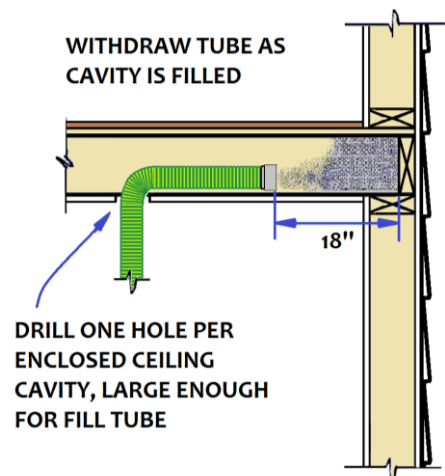 WITHDRAW TUBE AS
CAVITY IS FILLED
18"
DRILL ONE HOLE PER
ENCLOSED CEILING
CAVITY, LARGE ENOUGH
FOR FILL TUBE